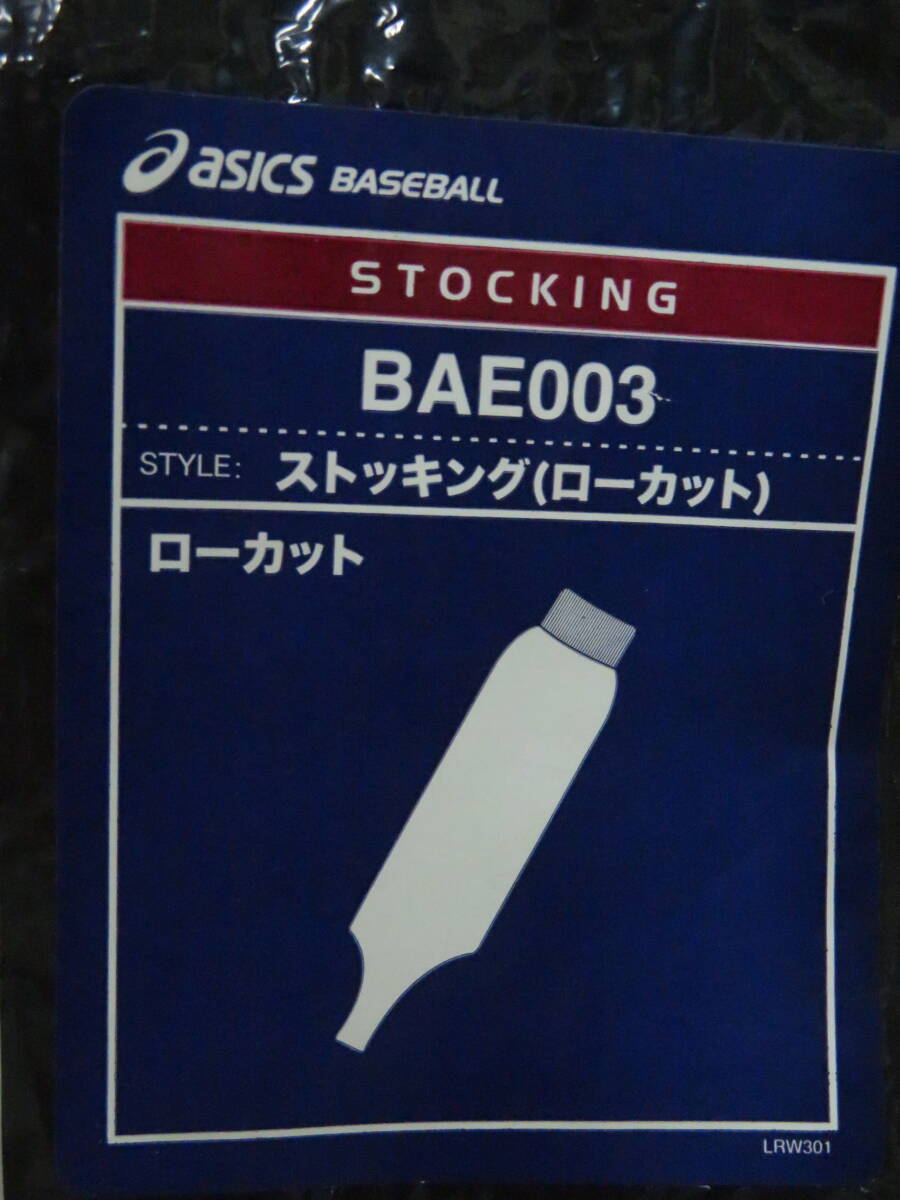 asics BASEBALL
STOCKING
BAE003
STYLE: ストッキング(ローカット)
ローカット
LRW301